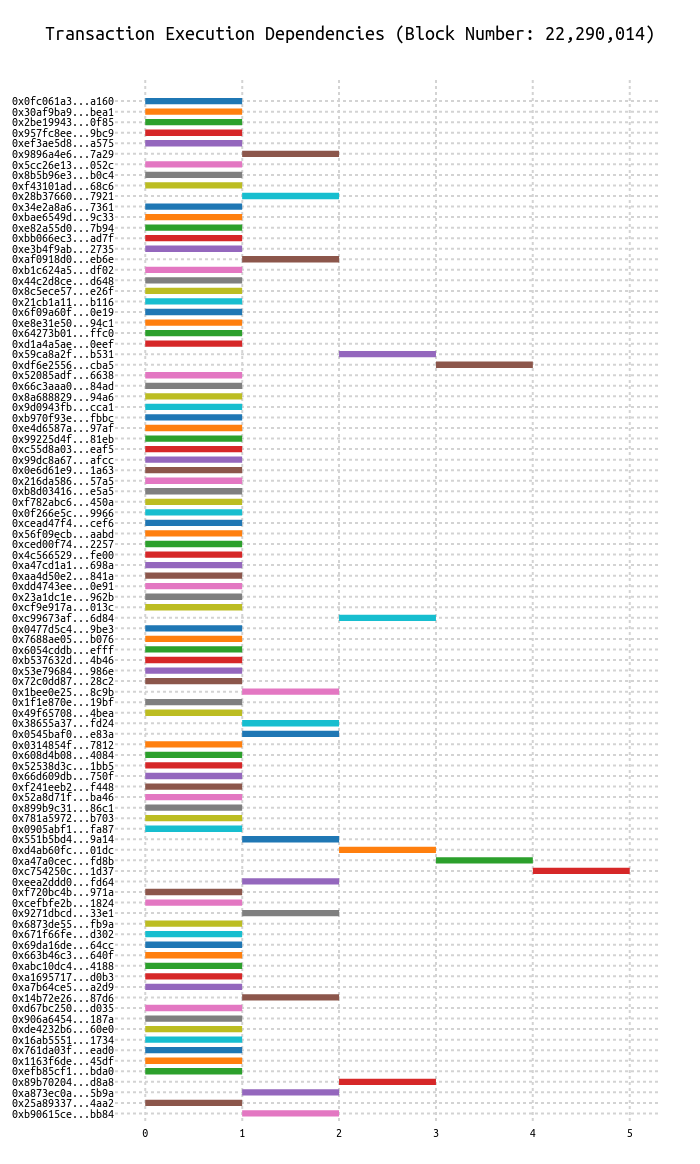 Transaction Execution Dependencies (Block Number: 22,290,014)
0x0fc061a3...a160
0x30af9ba9...bea1
0x2be19943...0f85
0x957fc8ee...9bc9
0xef3ae5d8...a575
0x9896a4e6...7a29
0x5cc26e13...052c
0x8b5b96e3...b0c4
0xf43101ad...68c6
0x28b37660...7921
0x34e2a8a6...7361
0xbae6549d...9c33
0xe82a55d0...7b94
0xbb066ec3...ad7f
0xe3b4f9ab...2735
0xaf0918d0...eb6e
0xb1c624a5...df02
0x44c2d8ce...d648
0x8c5ece57...e26f
0x21cb1a11...b116
0x6f09a60f...0e19
0xe8e31e50...94c1
0x64273b01...ffc0
0xd1a4a5ae...0eef
0x59ca8a2f...b531
0xdf6e2556...cba5
0x52085adf...6638
0x66c3aaa0...84ad
0x8a688829...94a6
0x9d0943fb...cca1
0xb970f93e...fbbc
0xe4d6587a...97af
0x99225d4f...81eb
0xc55d8a03...eaf5
0x99dc8a67...afcc
0x0e6d61e9...1a63
0x216da586...57a5
0xb8d03416...e5a5
0xf782abc6...450a
0x0f266e5c...9966
0xcead47f4...cef6
0x56f09ecb...aabd
0xced00f74...2257
0x4c566529...fe00
0xa47cd1a1...698a
0xaa4d50e2...841a
0xdd4743ee...0e91
0x23a1dc1e...962b
0xcf9e917a...013c
0xc99673af...6d84
0x0477d5c4...9be3
0x7688ae05...b076
0x6054cddb...efff
0xb537632d...4b46
0x53e79684...986e
0x72c0dd87...28c2
0x1bee0e25...8c9b
0x1f1e870e...19bf
0x49f65708...4bea
0x38655a37...fd24
0x0545baf0...e83a
0x0314854f...7812
0x608d4b08...4084
0x52538d3c...1bb5
0x66d609db...750f
0xf241eeb2...f448
0x52a8d71f...ba46
0x899b9c31...86c1
0x781a5972...b703
0x0905abf1...fa87
0x551b5bd4...9a14
0xd4ab60fc...01dc
0xa47a0cec...fd8b
0xc754250c...1d37
0xeea2ddd0...fd64
0xf720bc4b...971a
0xcefbfe2b...1824
0x9271dbcd...33e1
0x6873de55...fb9a
0x671f66fe...d302
0x69da16de...64cc
0x663b46c3...640f
0xabc10dc4...4188
0xa1695717...d0b3
0xa7b64ce5...a2d9
0x14b72e26...87d6
0xd67bc250...d035
0x906a6454...187a
0xde4232b6...60e0
0x16ab5551...1734
0x761da03f...ead0
0x1163f6de...45df
0xefb85cf1...bda0
0x89b70204...d8a8
0xa873ec0a...5b9a
0x25a89337...4aa2
0xb90615ce...bb84
0 1 2 3 4 5